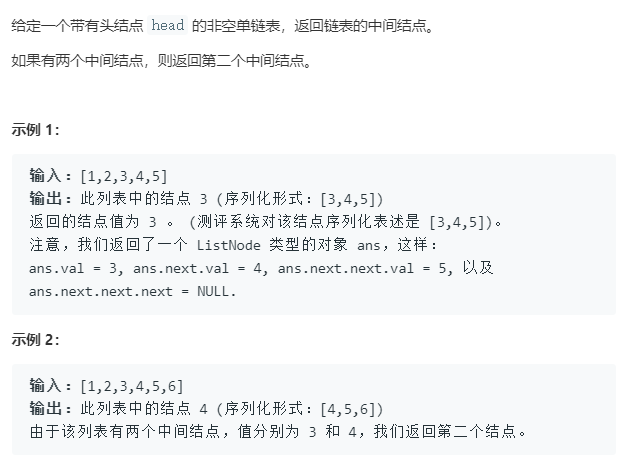 给定一个带有头结点 head 的非空单链表，返回链表的中间结点。
如果有两个中间结点，则返回第二个中间结点。
示例 1：
输入：[1,2,3,4,5]
输出：此列表中的结点 3 (序列化形式：[3,4,5])
返回的结点值为 3 。 (测评系统对该结点序列化表述是 [3,4,5])。
注意，我们返回了一个 ListNode 类型的对象 ans，这样：
ans.val = 3, ans.next.val = 4, ans.next.next.val = 5, 以及
ans.next.next.next = NULL.
示例 2：
输入：[1,2,3,4,5,6]
输出：此列表中的结点 4 (序列化形式：[4,5,6])
由于该列表有两个中间结点，值分别为 3 和 4，我们返回第二个结点。